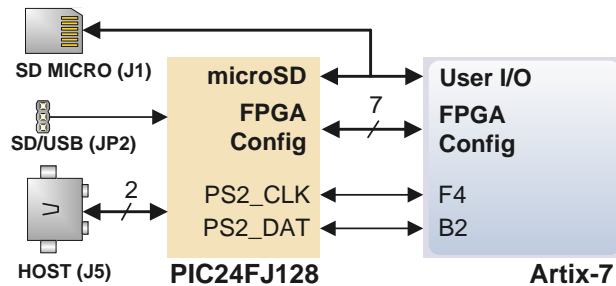 SD MICRO (J1)
microSD
User I/O
SD/USB (JP2)
FPGA
Config
7
FPGA
Config
HOST (J5)
2
PS2_CLK
F4
PS2_DAT
B2
PIC24FJ128
Artix-7